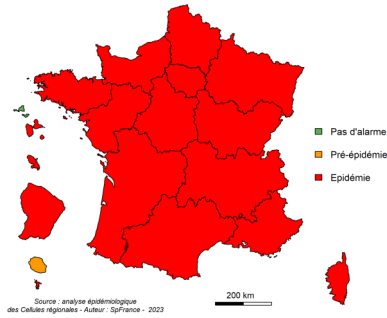 Pas d'alarme
Pré-épidémie
Epidémie
200 km
Source : analyse épidémiologique
des Cellules régionales - Auteur : SpFrance - 2023